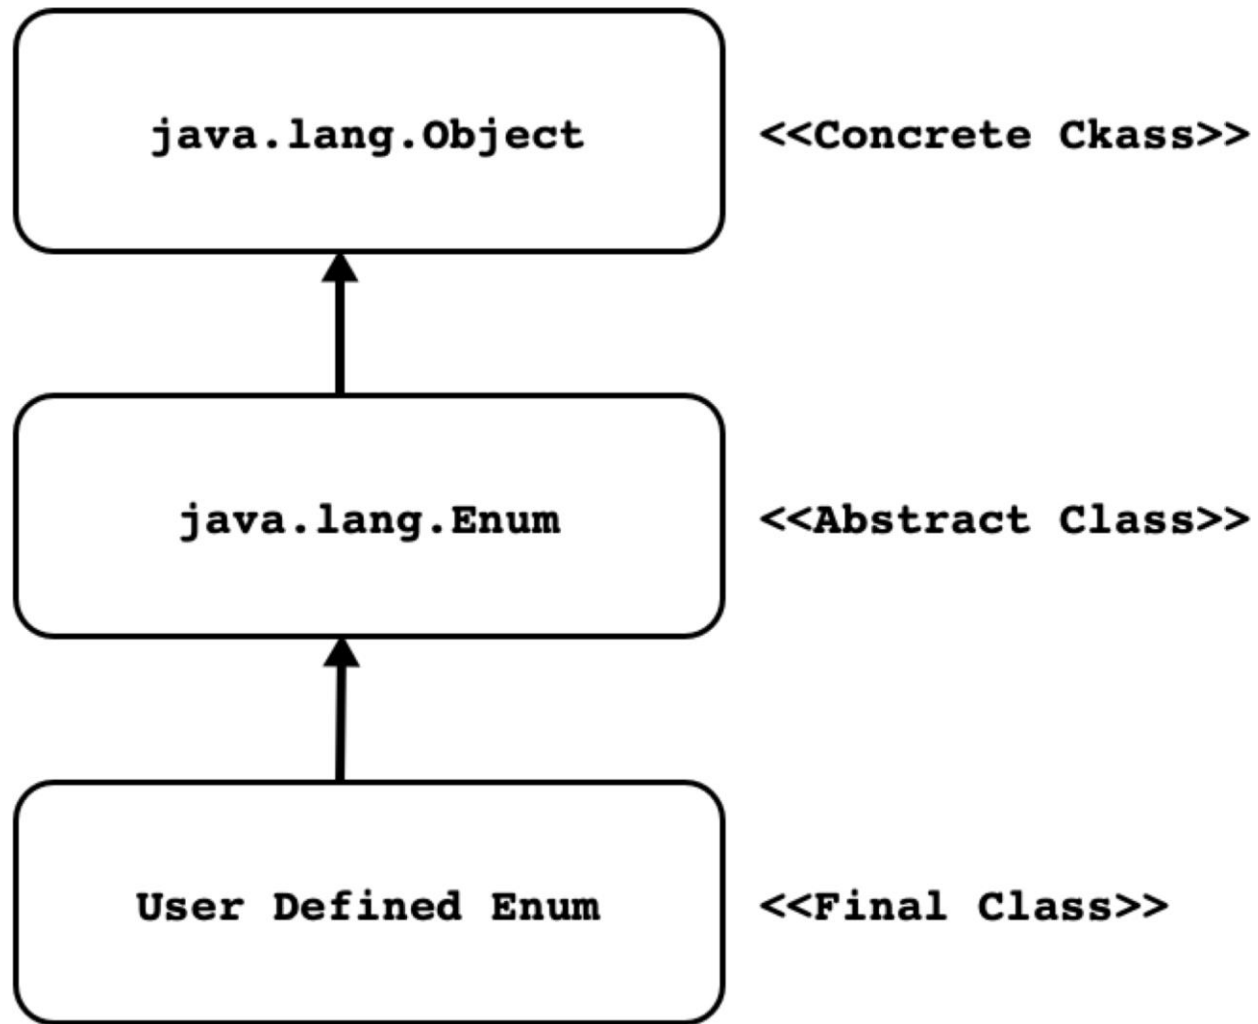 java.lang.Object <<Concrete Ckass>>
java.lang.Enum <<Abstract Class>>
User Defined Enum <<Final Class>>